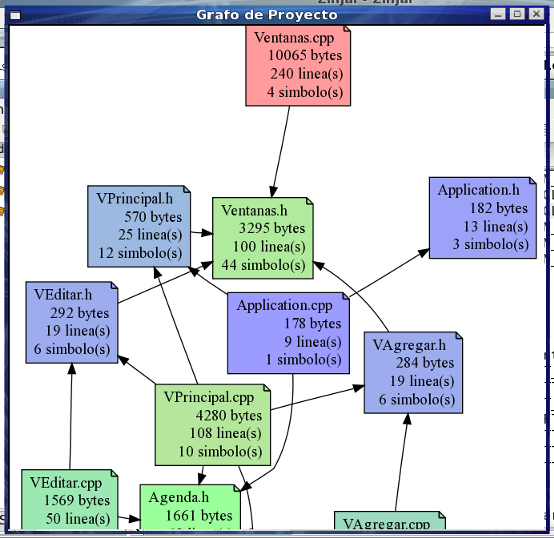 Grafo de Proyecto
Ventanas.cpp
10065 bytes
240 linea(s)
4 simbolo(s)
Application.h
182 bytes
13 linea(s)
3 simbolo(s)
VPrincipal.h
570 bytes
25 linea(s)
12 simbolo(s)
Ventanas.h
3295 bytes
100 linea(s)
44 simbolo(s)
VEditar.h
292 bytes
19 linea(s)
6 simbolo(s)
Application.cpp
178 bytes
9 linea(s)
1 simbolo(s)
VAgregar.h
284 bytes
19 linea(s)
6 simbolo(s)
VPrincipal.cpp
4280 bytes
108 linea(s)
10 simbolo(s)
VEditar.cpp
1569 bytes
50 linea(s)
Agenda.h
1661 bytes
VAgregar.cpp